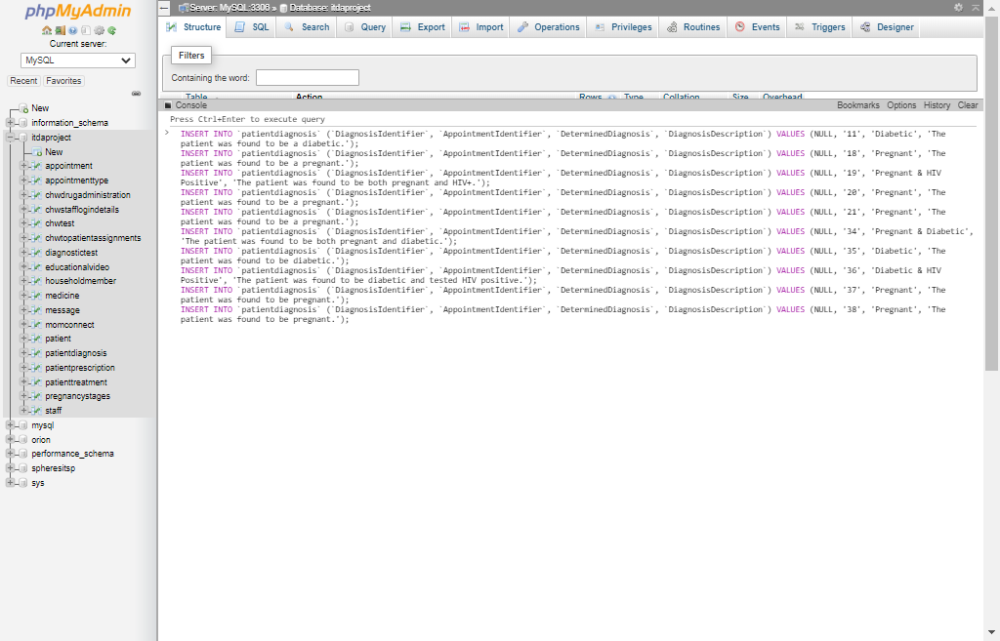 phpMyAdmin
Current server:
MySQL
Recent Favorites
New
information_schema
itdaproject
New
appointment
appointmenttype
chwdrugadministration
chwstafflogindetails
chwtest
chwtopatientassignments
diagnostictest
educationalvideo
householdmember
medicine
message
momconnect
patient
patientdiagnosis
patientprescription
patienttreatment
pregnancystages
staff
mysql
orion
performance_schema
spheresitsp
sys
Server: MySQL:3308 » Database: itdaproject
Structure SQL Search Query Export Import Operations Privileges Routines Events Triggers Designer
Filters
Containing the word:
Table Action Rows Type Collation Size Overhead
Console Bookmarks Options History Clear
Press Ctrl+Enter to execute query
> INSERT INTO `patientdiagnosis` (`DiagnosisIdentifier`, `AppointmentIdentifier`, `DeterminedDiagnosis`, `DiagnosisDescription`) VALUES (NULL, '11', 'Diabetic', 'The
patient was found to be a diabetic.');
INSERT INTO `patientdiagnosis` (`DiagnosisIdentifier`, `AppointmentIdentifier`, `DeterminedDiagnosis`, `DiagnosisDescription`) VALUES (NULL, '18', 'Pregnant', 'The
patient was found to be a pregnant.');
INSERT INTO `patientdiagnosis` (`DiagnosisIdentifier`, `AppointmentIdentifier`, `DeterminedDiagnosis`, `DiagnosisDescription`) VALUES (NULL, '19', 'Pregnant & HIV
Positive', 'The patient was found to be both pregnant and HIV+.');
INSERT INTO `patientdiagnosis` (`DiagnosisIdentifier`, `AppointmentIdentifier`, `DeterminedDiagnosis`, `DiagnosisDescription`) VALUES (NULL, '20', 'Pregnant', 'The
patient was found to be a pregnant.');
INSERT INTO `patientdiagnosis` (`DiagnosisIdentifier`, `AppointmentIdentifier`, `DeterminedDiagnosis`, `DiagnosisDescription`) VALUES (NULL, '21', 'Pregnant', 'The
patient was found to be a pregnant.');
INSERT INTO `patientdiagnosis` (`DiagnosisIdentifier`, `AppointmentIdentifier`, `DeterminedDiagnosis`, `DiagnosisDescription`) VALUES (NULL, '34', 'Pregnant & Diabetic',
'The patient was found to be both pregnant and diabetic.');
INSERT INTO `patientdiagnosis` (`DiagnosisIdentifier`, `AppointmentIdentifier`, `DeterminedDiagnosis`, `DiagnosisDescription`) VALUES (NULL, '35', 'Diabetic', 'The
patient was found to be diabetic.');
INSERT INTO `patientdiagnosis` (`DiagnosisIdentifier`, `AppointmentIdentifier`, `DeterminedDiagnosis`, `DiagnosisDescription`) VALUES (NULL, '36', 'Diabetic & HIV
Positive', 'The patient was found to be diabetic and tested HIV positive.');
INSERT INTO `patientdiagnosis` (`DiagnosisIdentifier`, `AppointmentIdentifier`, `DeterminedDiagnosis`, `DiagnosisDescription`) VALUES (NULL, '37', 'Pregnant', 'The
patient was found to be pregnant.');
INSERT INTO `patientdiagnosis` (`DiagnosisIdentifier`, `AppointmentIdentifier`, `DeterminedDiagnosis`, `DiagnosisDescription`) VALUES (NULL, '38', 'Pregnant', 'The
patient was found to be pregnant.');